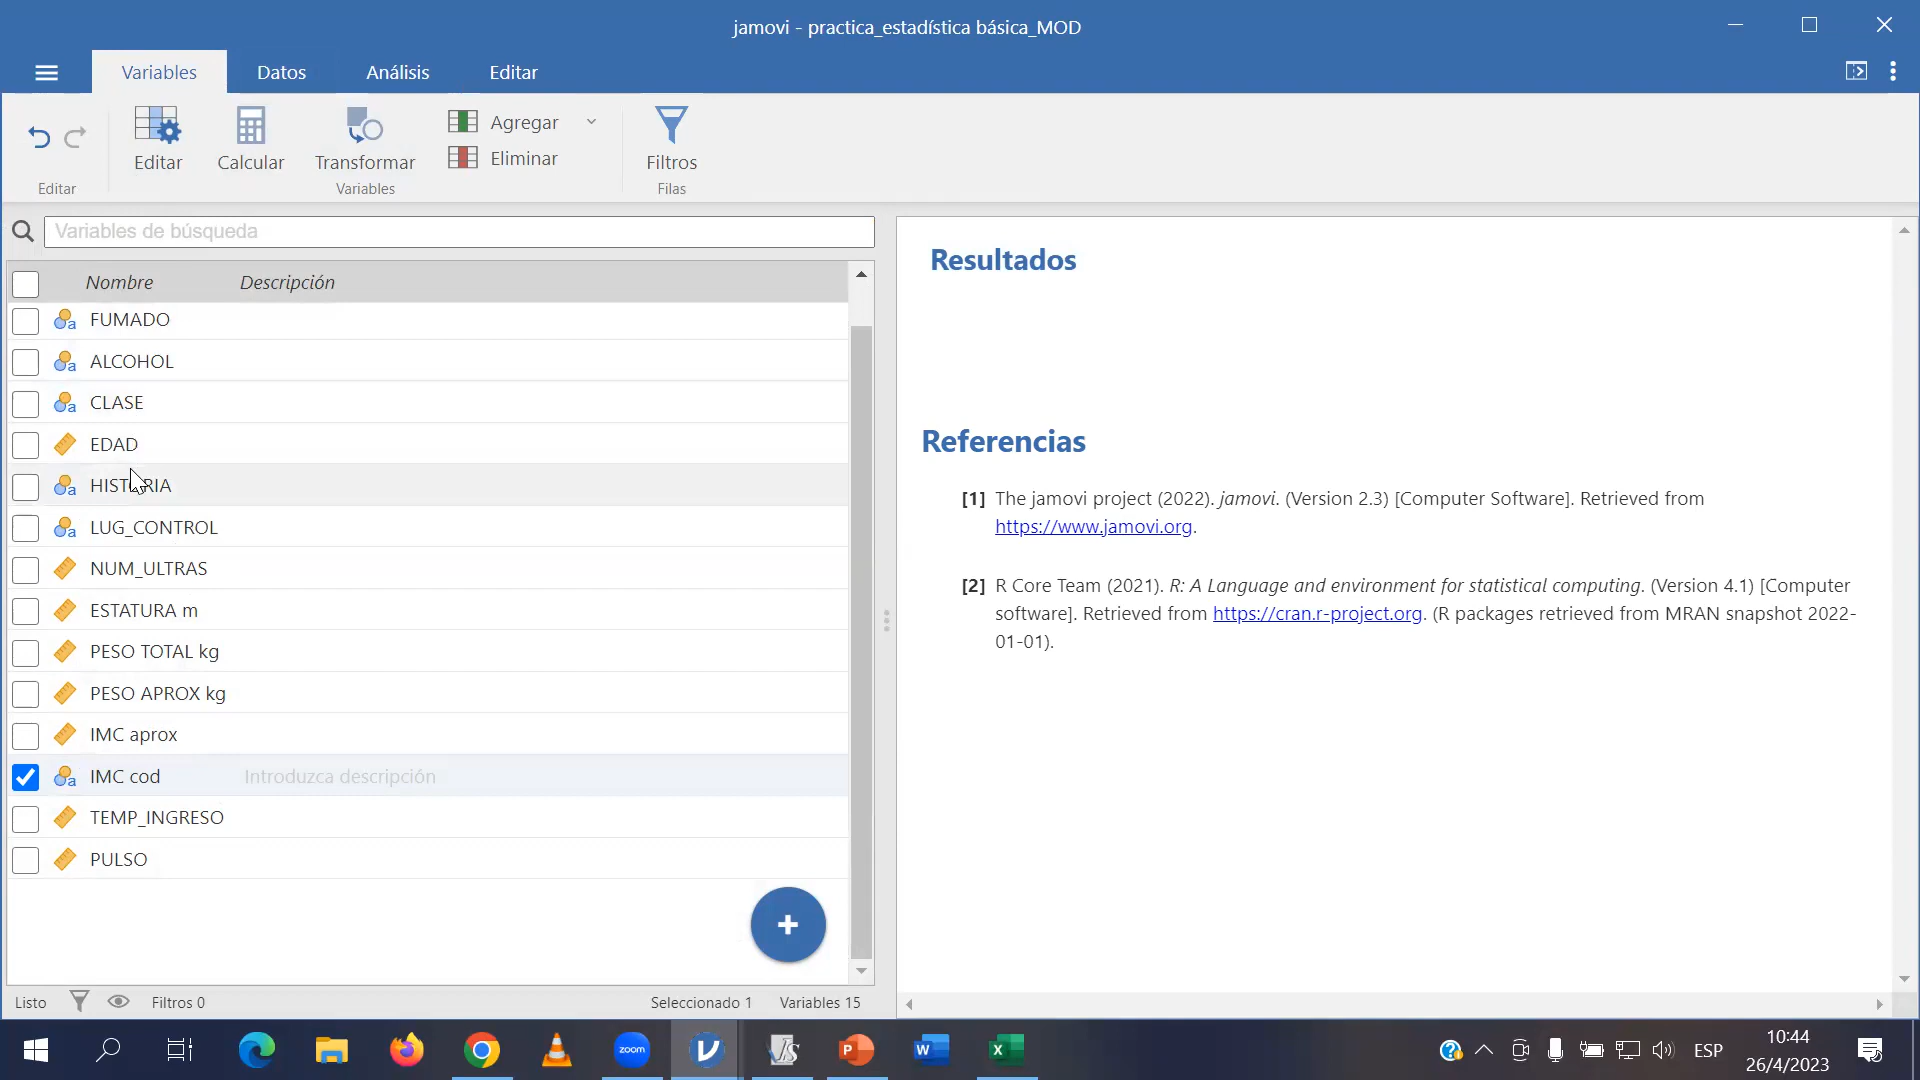 jamovi - practica_estadística básica_MOD
Variables
Datos
Análisis
Editar
Editar
Calcular
Transformar
Agregar
Eliminar
Filtros
Editar
Variables
Filas
Variables de búsqueda
Nombre
Descripción
FUMADO
ALCOHOL
CLASE
EDAD
HISTORIA
LUG_CONTROL
NUM_ULTRAS
ESTATURA m
PESO TOTAL kg
PESO APROX kg
IMC aprox
IMC cod
Introduzca descripción
TEMP_INGRESO
PULSO
+
Listo
Filtros 0
Seleccionado 1
Variables 15
Resultados
Referencias
[1] The jamovi project (2022). jamovi. (Version 2.3) [Computer Software]. Retrieved from
https://www.jamovi.org.
[2] R Core Team (2021). R: A Language and environment for statistical computing. (Version 4.1) [Computer
software]. Retrieved from https://cran.r-project.org. (R packages retrieved from MRAN snapshot 2022-
01-01).
zoom
ESP
10:44
26/4/2023